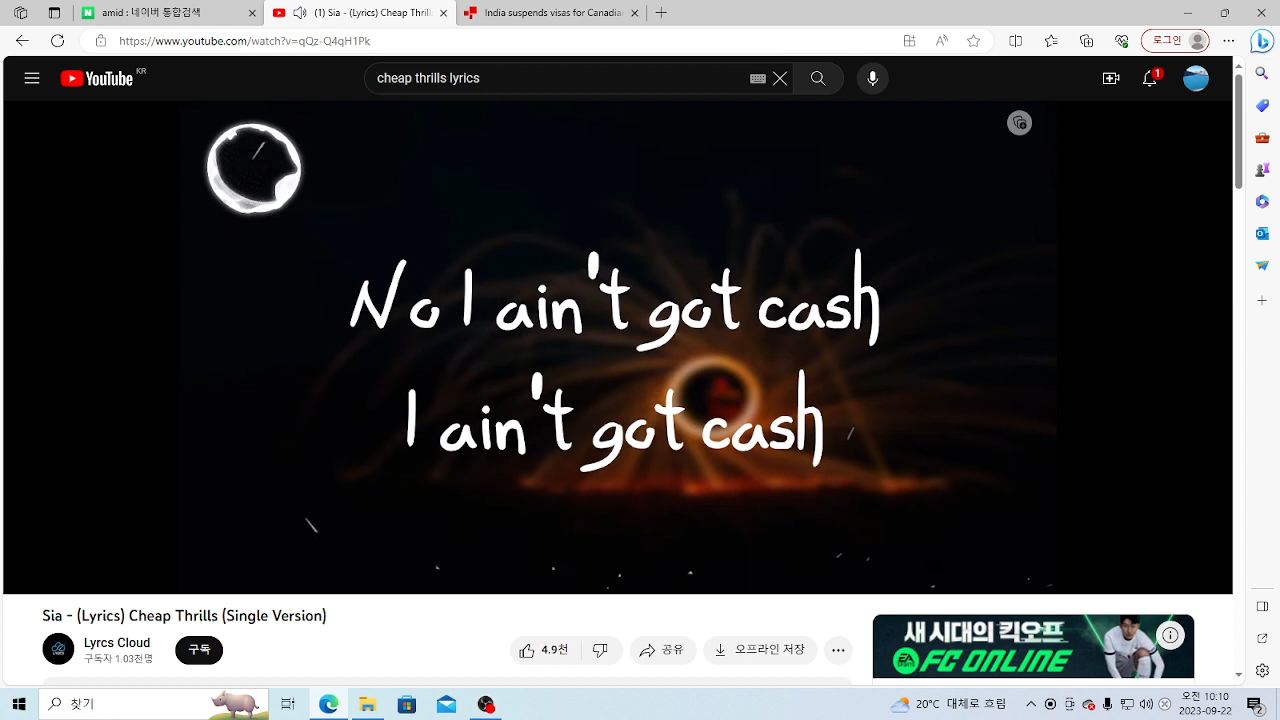 amid : 네이버 통합검색
(1) Sia - (Lyrics) Cheap Thrill
India suspends visas for Canadia
https://www.youtube.com/watch?v=qQz-Q4qH1Pk
로그인
YouTube KR
cheap thrills lyrics
1
No I ain't got cash
I ain't got cash
Sia - (Lyrics) Cheap Thrills (Single Version)
Lyrcs Cloud
구독자 1.03천명
구독
4.9천
공유
오프라인 저장
새 시대의 킥오프
EA SPORTS FC ONLINE
찾기
20°C 대체로 흐림
오전 10:10
2023-09-22
2